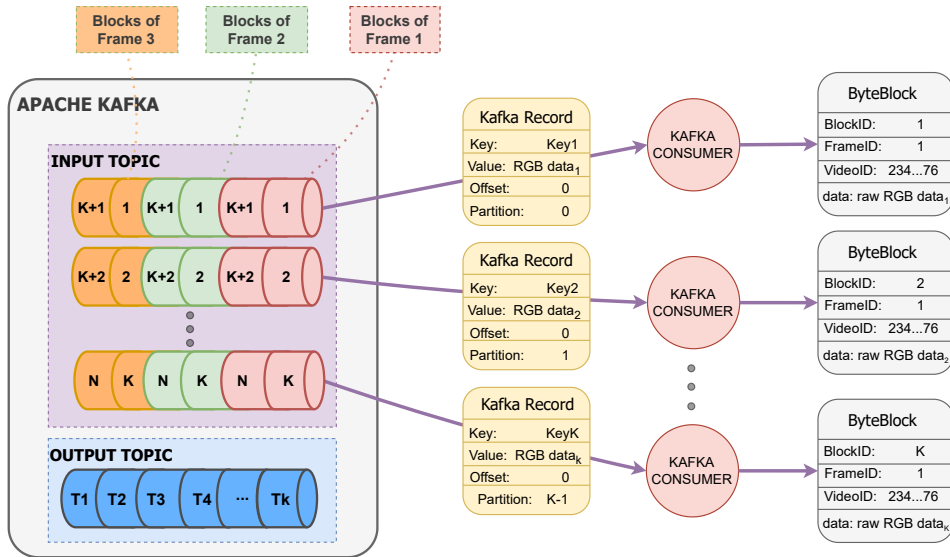 Blocks of
Frame 3
Blocks of
Frame 2
Blocks of
Frame 1
APACHE KAFKA
INPUT TOPIC
K+1 1 K+1 1 K+1 1
K+2 2 K+2 2 K+2 2
N K N K N K
OUTPUT TOPIC
T1 T2 T3 T4 ... Tk
Kafka Record
Key: Key1
Value: RGB data1
Offset: 0
Partition: 0
KAFKA
CONSUMER
ByteBlock
BlockID: 1
FrameID: 1
VideoID: 234...76
data: raw RGB data1
Kafka Record
Key: Key2
Value: RGB data2
Offset: 0
Partition: 1
KAFKA
CONSUMER
ByteBlock
BlockID: 2
FrameID: 1
VideoID: 234...76
data: raw RGB data2
Kafka Record
Key: KeyK
Value: RGB datak
Offset: 0
Partition: K-1
KAFKA
CONSUMER
ByteBlock
BlockID: K
FrameID: 1
VideoID: 234...76
data: raw RGB dataK